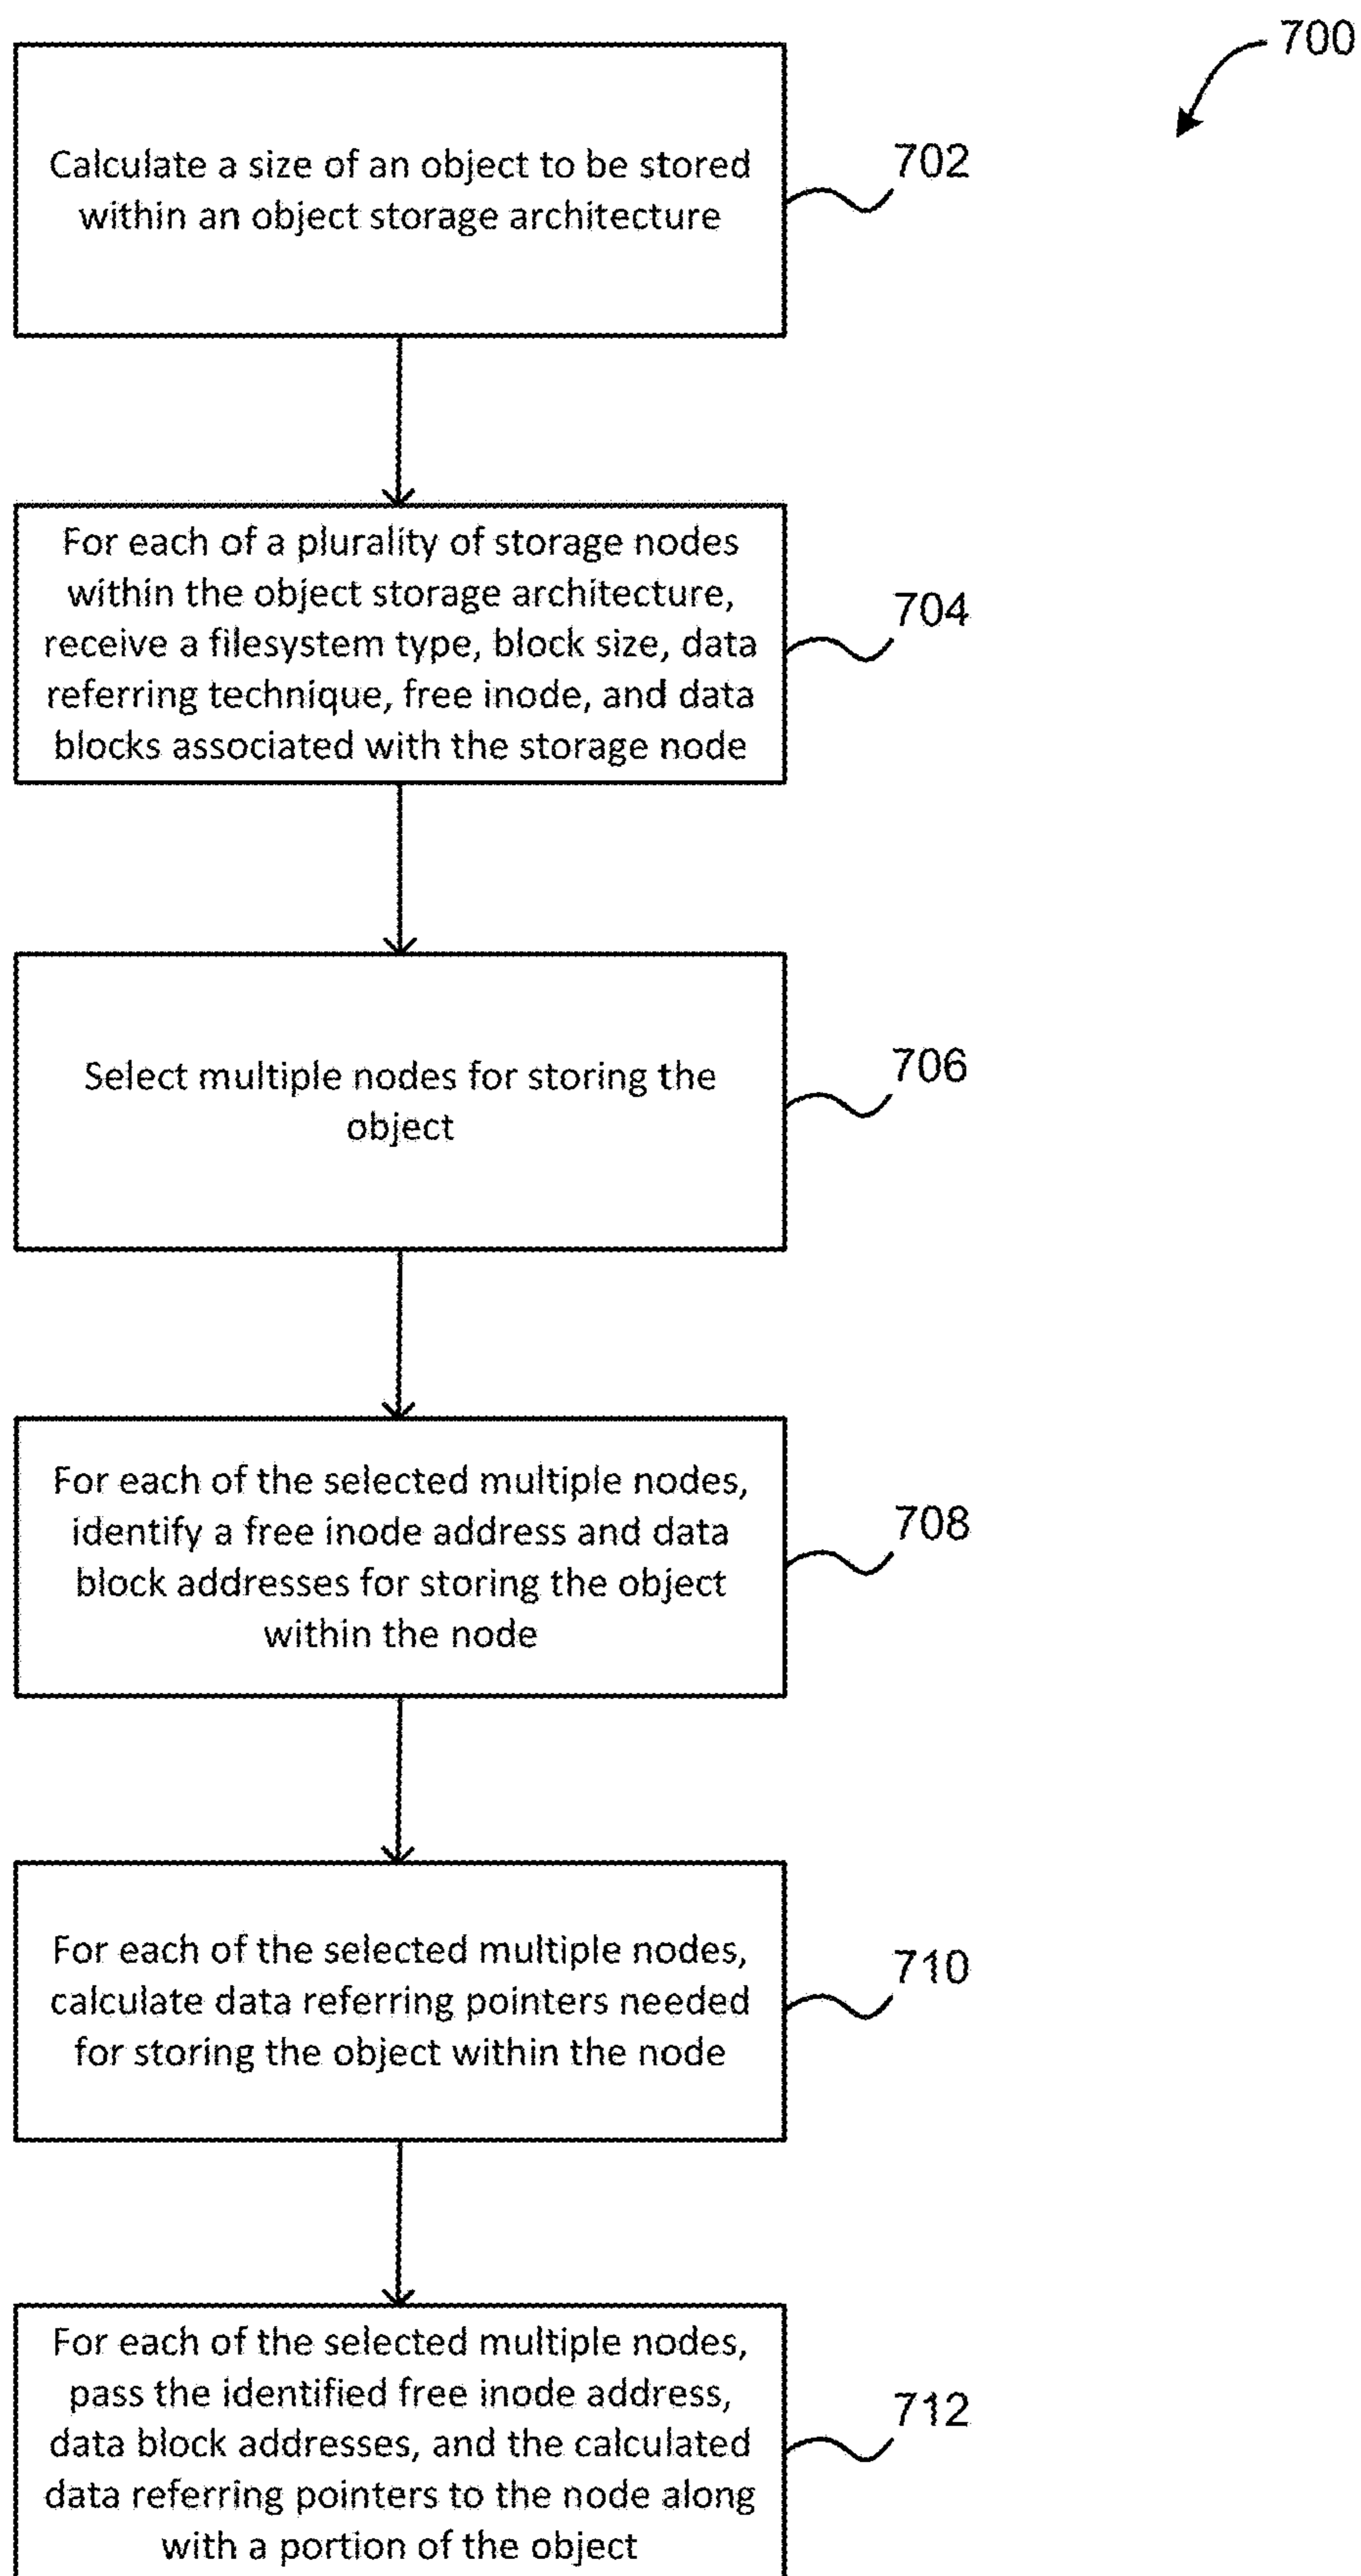 700
Calculate a size of an object to be stored
within an object storage architecture
702
For each of a plurality of storage nodes
within the object storage architecture,
receive a filesystem type, block size, data
referring technique, free inode, and data
blocks associated with the storage node
704
Select multiple nodes for storing the
object
706
For each of the selected multiple nodes,
identify a free inode address and data
block addresses for storing the object
within the node
708
For each of the selected multiple nodes,
calculate data referring pointers needed
for storing the object within the node
710
For each of the selected multiple nodes,
pass the identified free inode address,
data block addresses, and the calculated
data referring pointers to the node along
with a portion of the object
712